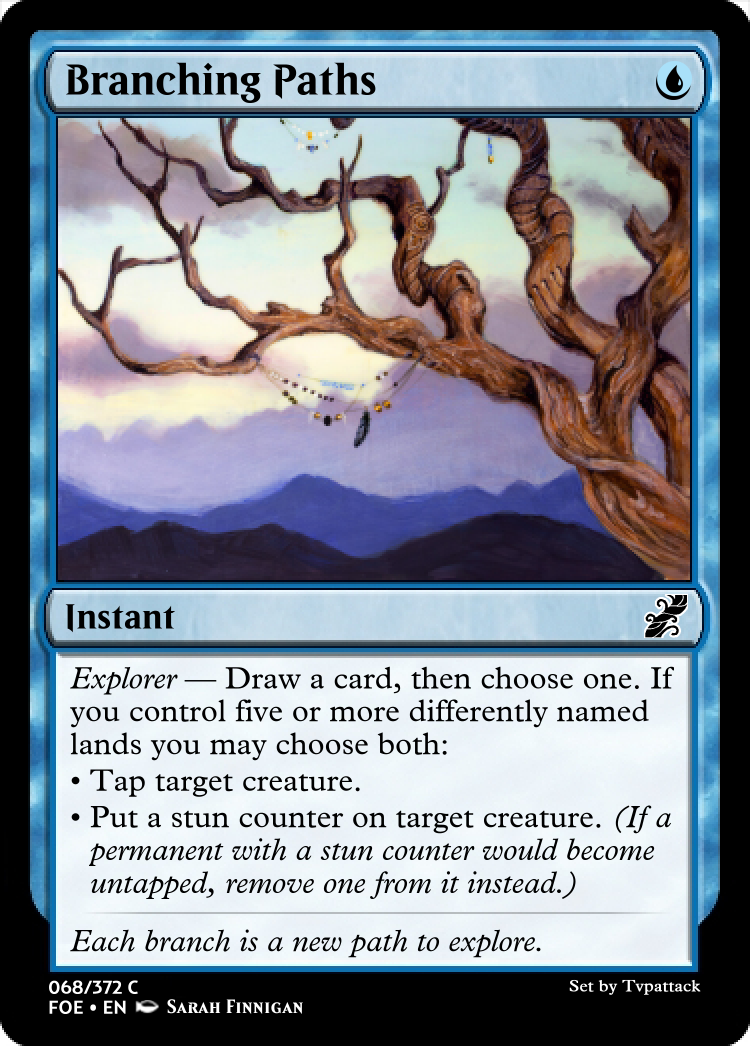 Branching Paths
Instant
Explorer — Draw a card, then choose one. If
you control five or more differently named
lands you may choose both:
• Tap target creature.
• Put a stun counter on target creature. (If a
permanent with a stun counter would become
untapped, remove one from it instead.)
Each branch is a new path to explore.
068/372 C
Set by Tvpattack
FOE • EN Sarah Finnigan